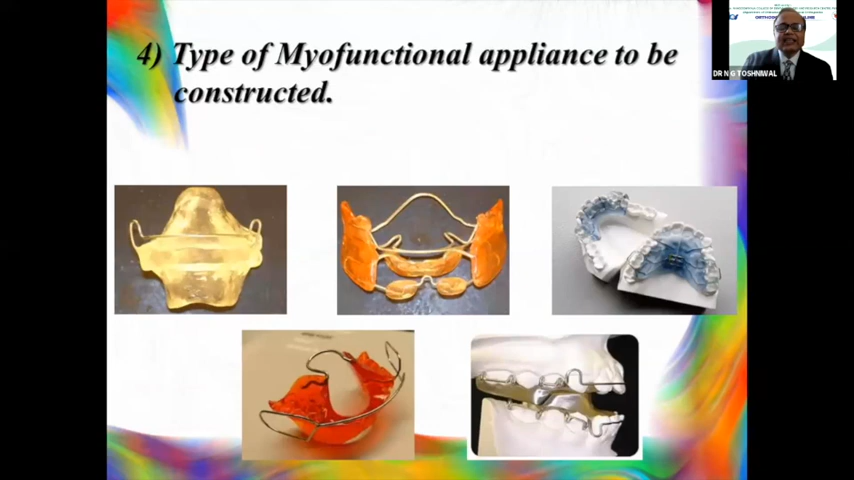 4) Type of Myofunctional appliance to be
constructed.
DR N G TOSHNIWAL